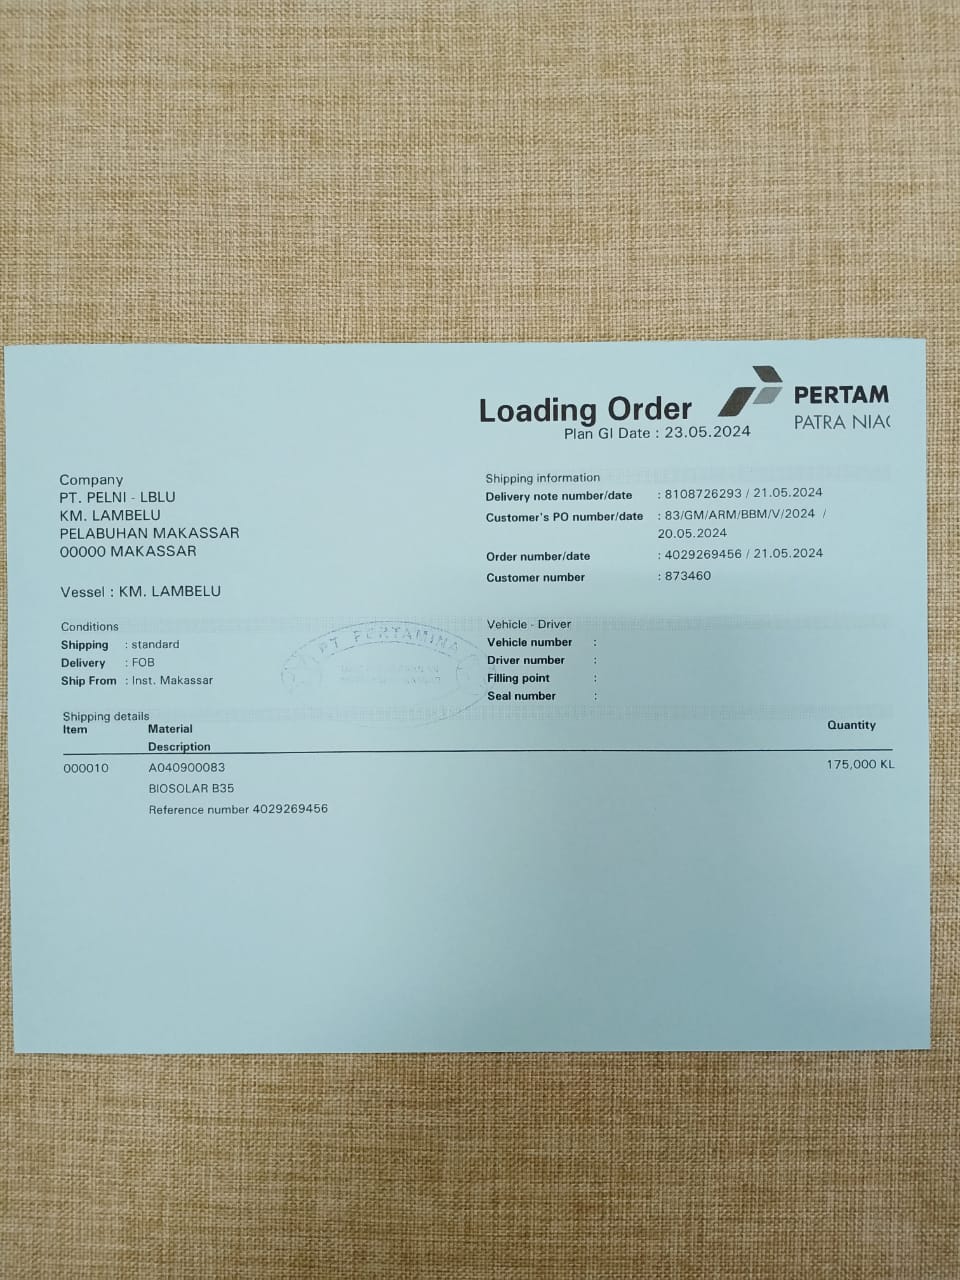 Loading Order
Plan GI Date : 23.05.2024
PERTAM
PATRA NIA
Company
PT. PELNI - LBLU
KM. LAMBELU
PELABUHAN MAKASSAR
00000 MAKASSAR
Vessel : KM. LAMBELU
Shipping information
Delivery note number/date : 8108726293 / 21.05.2024
Customer's PO number/date : 83/GM/ARM/BBM/V/2024 /
20.05.2024
Order number/date : 4029269456 / 21.05.2024
Customer number : 873460
Conditions
Shipping : standard
Delivery : FOB
Ship From : Inst. Makassar
PT PERTAMINA
Vehicle - Driver
Vehicle number :
Driver number :
Filling point :
Seal number :
Shipping details
Item Material Quantity
Description
000010 A040900083 175,000 KL
BIOSOLAR B35
Reference number 4029269456